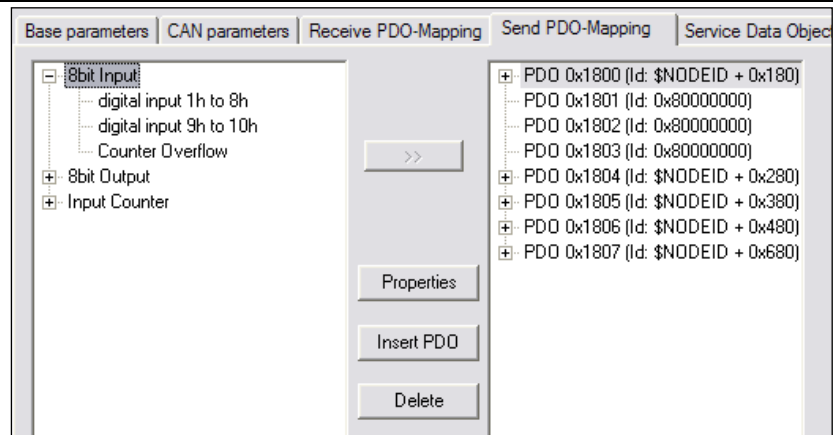 Base parameters CAN parameters Receive PDO-Mapping Send PDO-Mapping Service Data Object
8bit Input
digital input 1h to 8h
digital input 9h to 10h
Counter Overflow
8bit Output
Input Counter
>>
Properties
Insert PDO
Delete
PDO 0x1800 (Id: $NODEID + 0x180)
PDO 0x1801 (Id: 0x80000000)
PDO 0x1802 (Id: 0x80000000)
PDO 0x1803 (Id: 0x80000000)
PDO 0x1804 (Id: $NODEID + 0x280)
PDO 0x1805 (Id: $NODEID + 0x380)
PDO 0x1806 (Id: $NODEID + 0x480)
PDO 0x1807 (Id: $NODEID + 0x680)